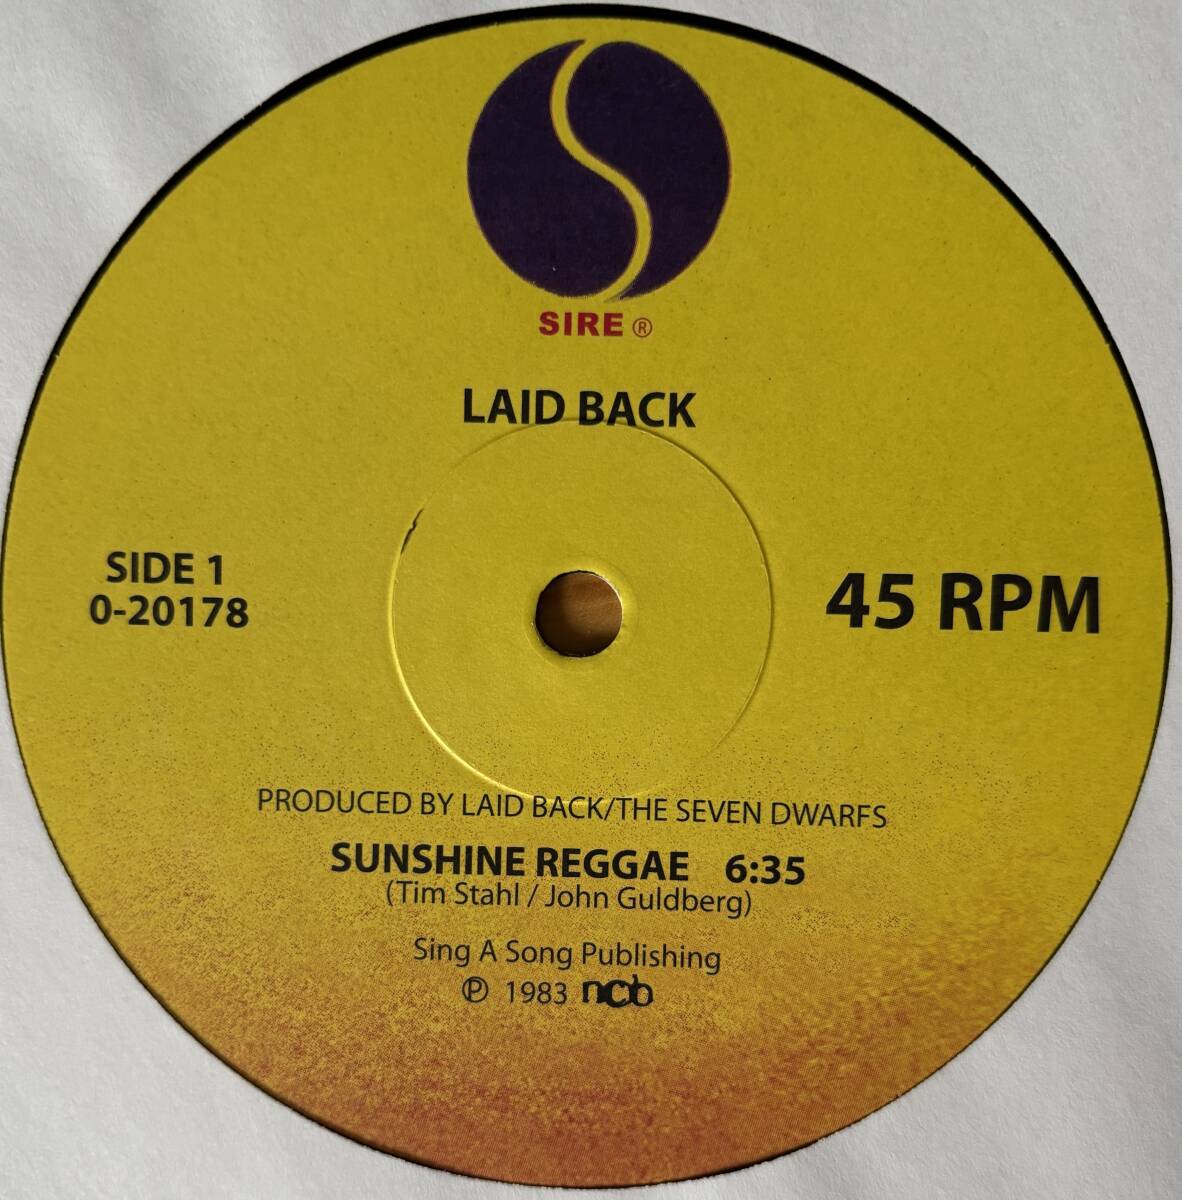 SIRE ®
LAID BACK
SIDE 1
0-20178
45 RPM
PRODUCED BY LAID BACK/THE SEVEN DWARFS
SUNSHINE REGGAE 6:35
(Tim Stahl / John Guldberg)
Sing A Song Publishing
℗ 1983 ncb